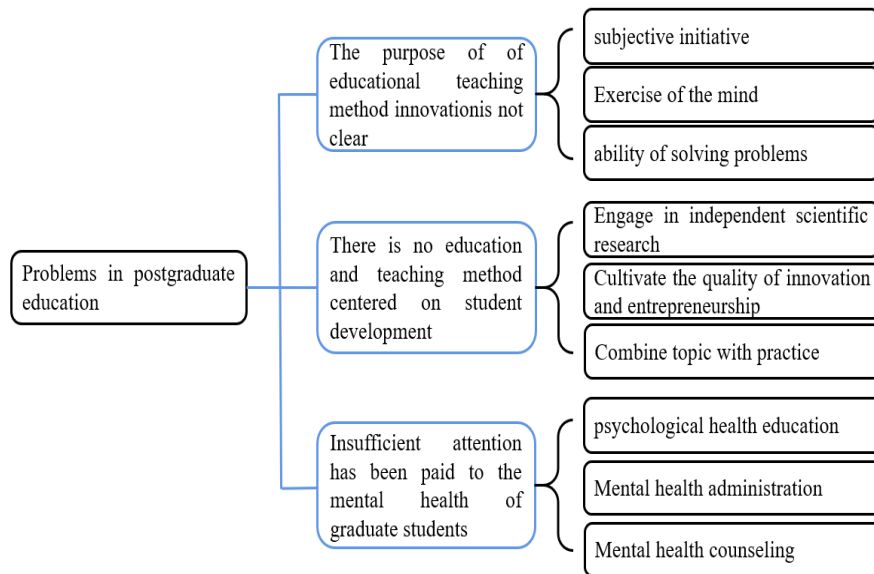 Problems in postgraduate
education
The purpose of of
educational teaching
method innovationis not
clear
subjective initiative
Exercise of the mind
ability of solving problems
There is no education
and teaching method
centered on student
development
Engage in independent scientific
research
Cultivate the quality of innovation
and entrepreneurship
Combine topic with practice
Insufficient attention
has been paid to the
mental health of
graduate students
psychological health education
Mental health administration
Mental health counseling